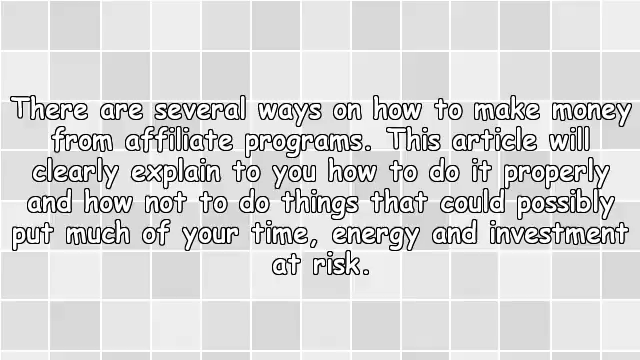 There are several ways on how to make money
from affiliate programs. This article will
clearly explain to you how to do it properly
and how not to do things that could possibly
put much of your time, energy and investment
at risk.